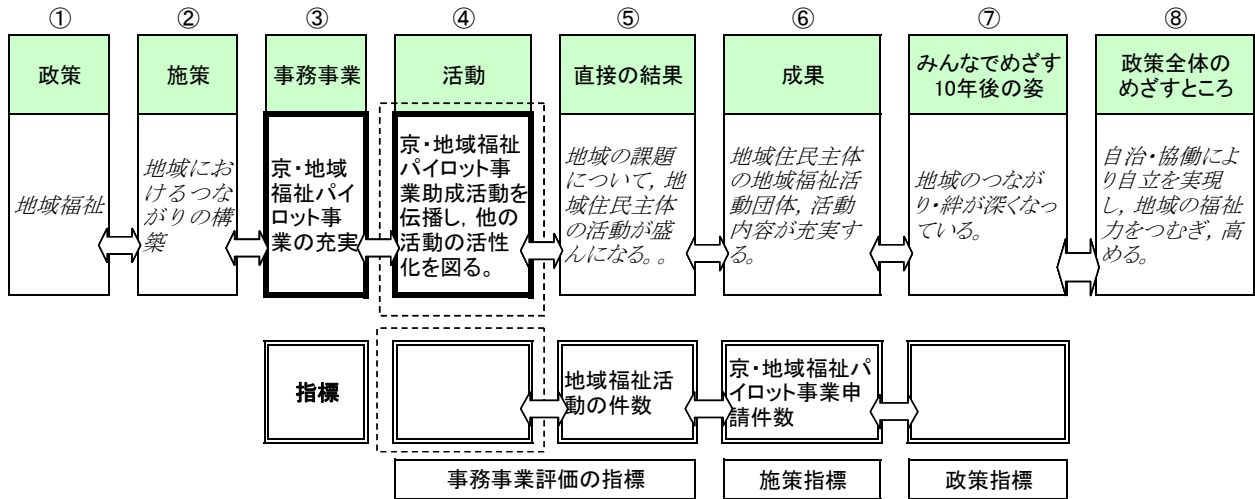 ①
②
③
④
⑤
⑥
⑦
⑧
政策
施策
事務事業
活動
直接の結果
成果
みんなでめざす
10年後の姿
政策全体の
めざすところ
地域福祉
地域にお
けるつな
がりの構
築
京・地域
福祉パイ
ロット事
業の充実
京・地域福祉
パイロット事
業助成活動を
伝播し，他の
活動の活性
化を図る。
地域の課題
について，地
域住民主体
の活動が盛
んになる。。
地域住民主体
の地域福祉活
動団体，活動
内容が充実す
る。
地域のつなが
り・絆が深くなっ
ている。
自治・協働によ
り自立を実現
し，地域の福祉
力をつむぎ，高
める。
指標
地域福祉活
動の件数
京・地域福祉パ
イロット事業申
請件数
事務事業評価の指標
施策指標
政策指標